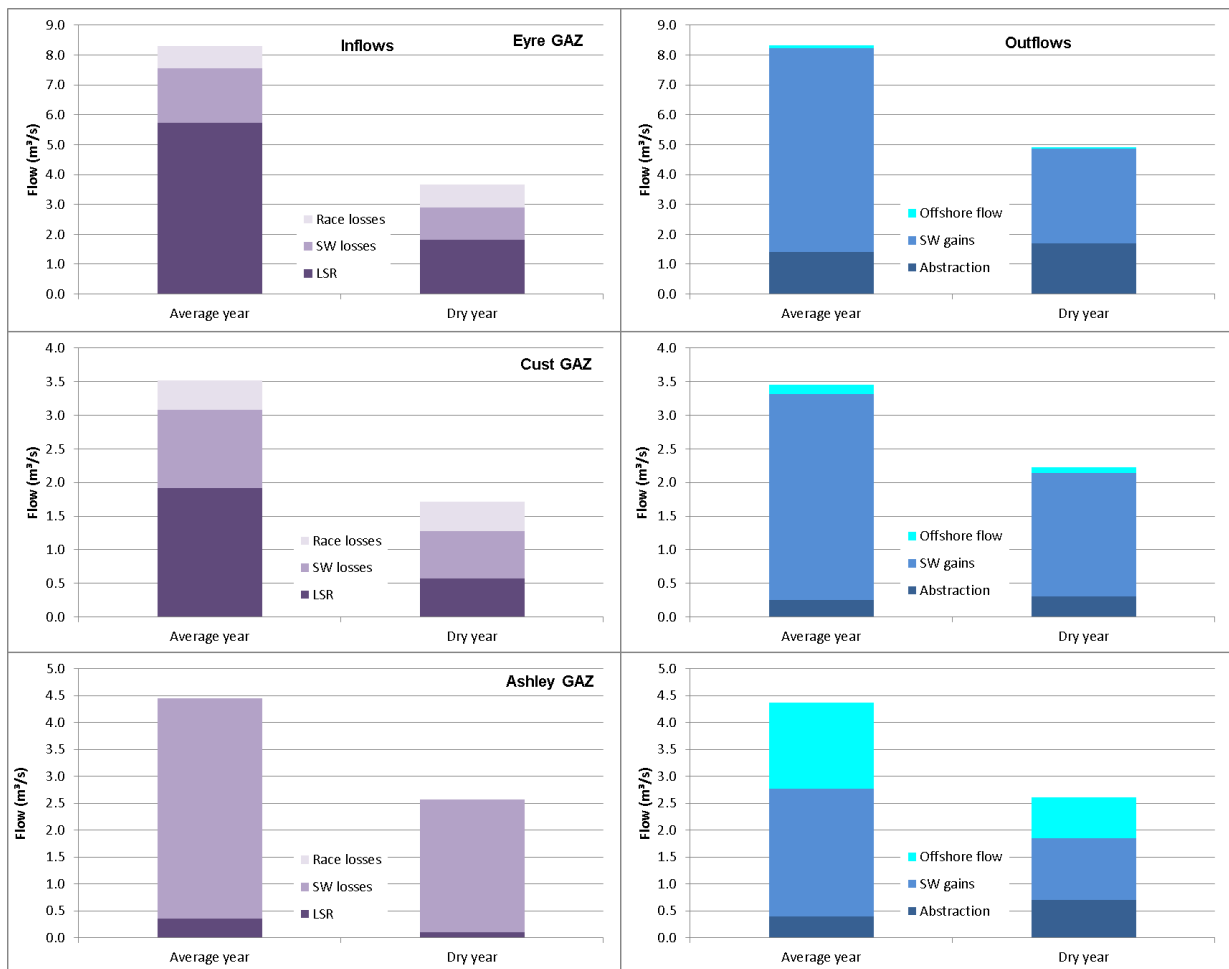 Inflows
Eyre GAZ
9.0
8.0
7.0
6.0
5.0
4.0
3.0
2.0
1.0
0.0
Flow (m³/s)
Race losses
SW losses
LSR
Average year
Dry year
Outflows
9.0
8.0
7.0
6.0
5.0
4.0
3.0
2.0
1.0
0.0
Flow (m³/s)
Offshore flow
SW gains
Abstraction
Average year
Dry year
Cust GAZ
4.0
3.5
3.0
2.5
2.0
1.5
1.0
0.5
0.0
Flow (m³/s)
Race losses
SW losses
LSR
Average year
Dry year
4.0
3.5
3.0
2.5
2.0
1.5
1.0
0.5
0.0
Flow (m³/s)
Offshore flow
SW gains
Abstraction
Average year
Dry year
Ashley GAZ
5.0
4.5
4.0
3.5
3.0
2.5
2.0
1.5
1.0
0.5
0.0
Flow (m³/s)
Race losses
SW losses
LSR
Average year
Dry year
5.0
4.5
4.0
3.5
3.0
2.5
2.0
1.5
1.0
0.5
0.0
Flow (m³/s)
Offshore flow
SW gains
Abstraction
Average year
Dry year